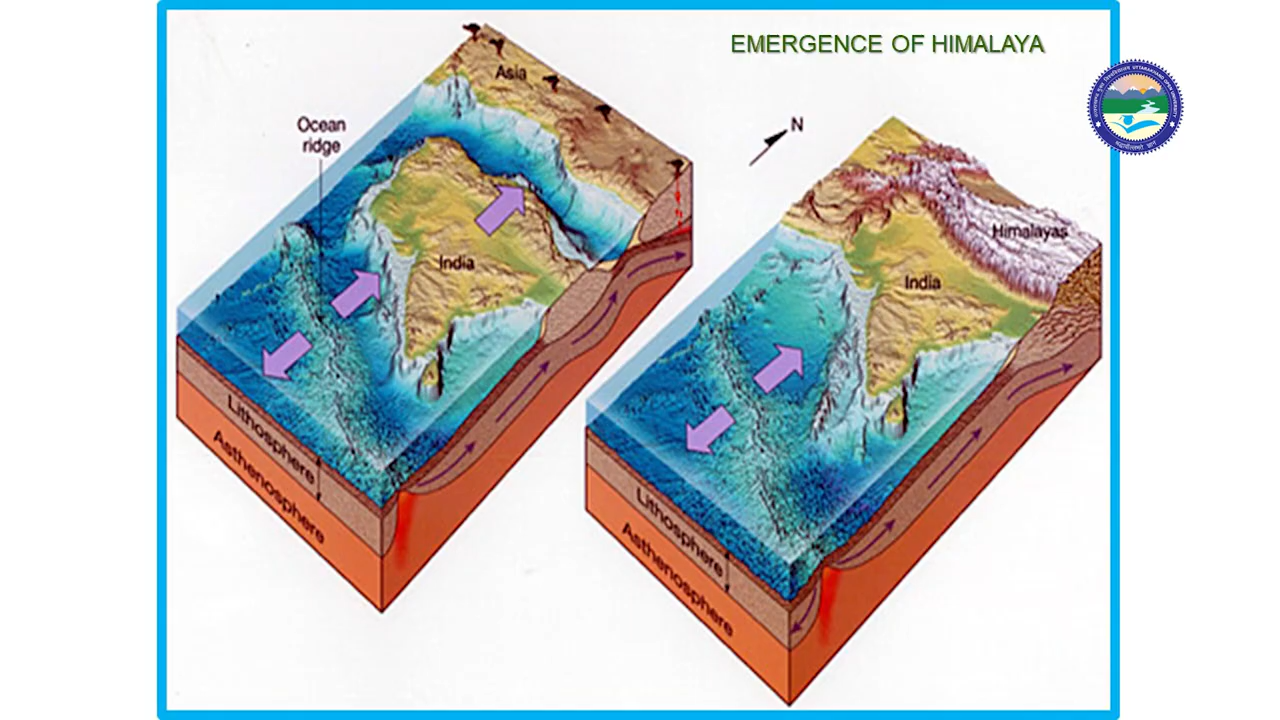 EMERGENCE OF HIMALAYA
Asia
Ocean
ridge
N
India
Lithosphere
Asthenosphere
Himalayas
India
Lithosphere
Asthenosphere